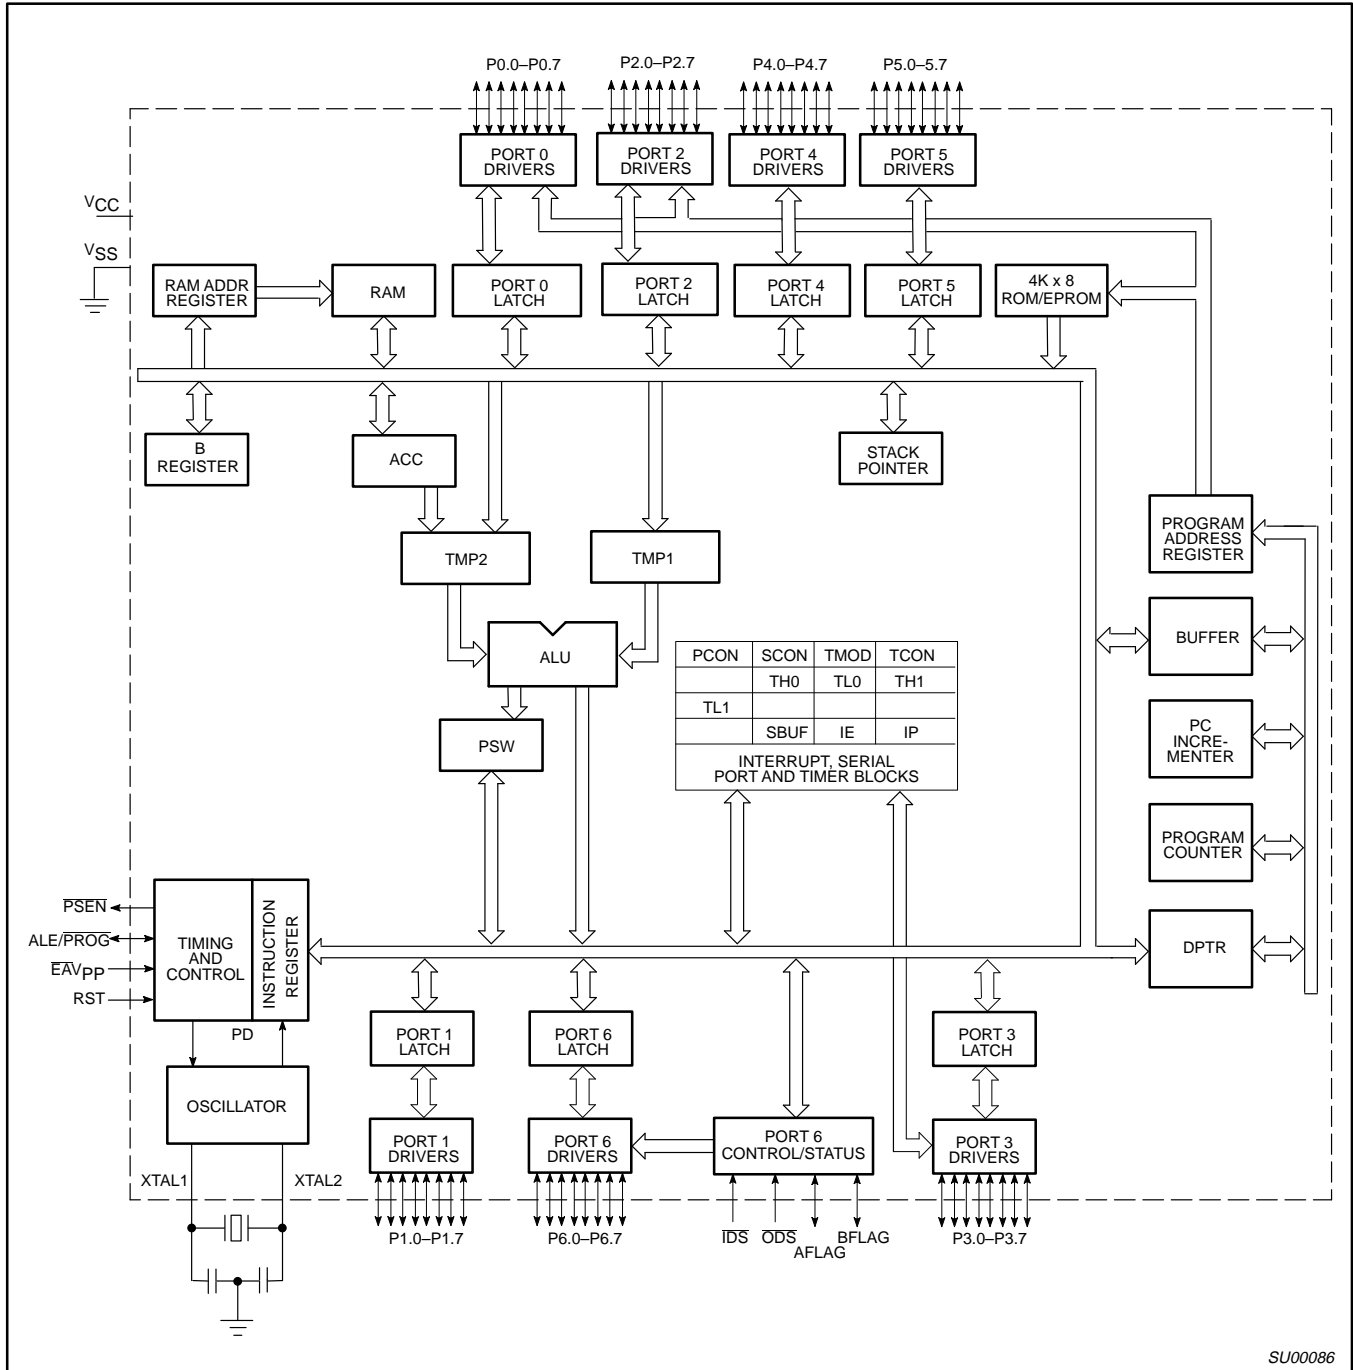 P0.0–P0.7 P2.0–P2.7 P4.0–P4.7 P5.0–5.7
PORT 0
DRIVERS
PORT 2
DRIVERS
PORT 4
DRIVERS
PORT 5
DRIVERS
VCC
VSS
RAM ADDR
REGISTER
RAM
PORT 0
LATCH
PORT 2
LATCH
PORT 4
LATCH
PORT 5
LATCH
4K x 8
ROM/EPROM
B
REGISTER
ACC
STACK
POINTER
TMP2
TMP1
PROGRAM
ADDRESS
REGISTER
ALU
BUFFER
PCON SCON TMOD TCON
TH0 TL0 TH1
TL1
SBUF IE IP
INTERRUPT, SERIAL
PORT AND TIMER BLOCKS
PSW
PC
INCRE-
MENTER
PROGRAM
COUNTER
DPTR
PSEN
ALE/PROG
EAVPP
RST
TIMING
AND
CONTROL
INSTRUCTION
REGISTER
PD
OSCILLATOR
XTAL1
XTAL2
PORT 1
LATCH
PORT 6
LATCH
PORT 3
LATCH
PORT 1
DRIVERS
PORT 6
DRIVERS
PORT 6
CONTROL/STATUS
PORT 3
DRIVERS
P1.0–P1.7
P6.0–P6.7
IDS
ODS
AFLAG
BFLAG
P3.0–P3.7
SU00086